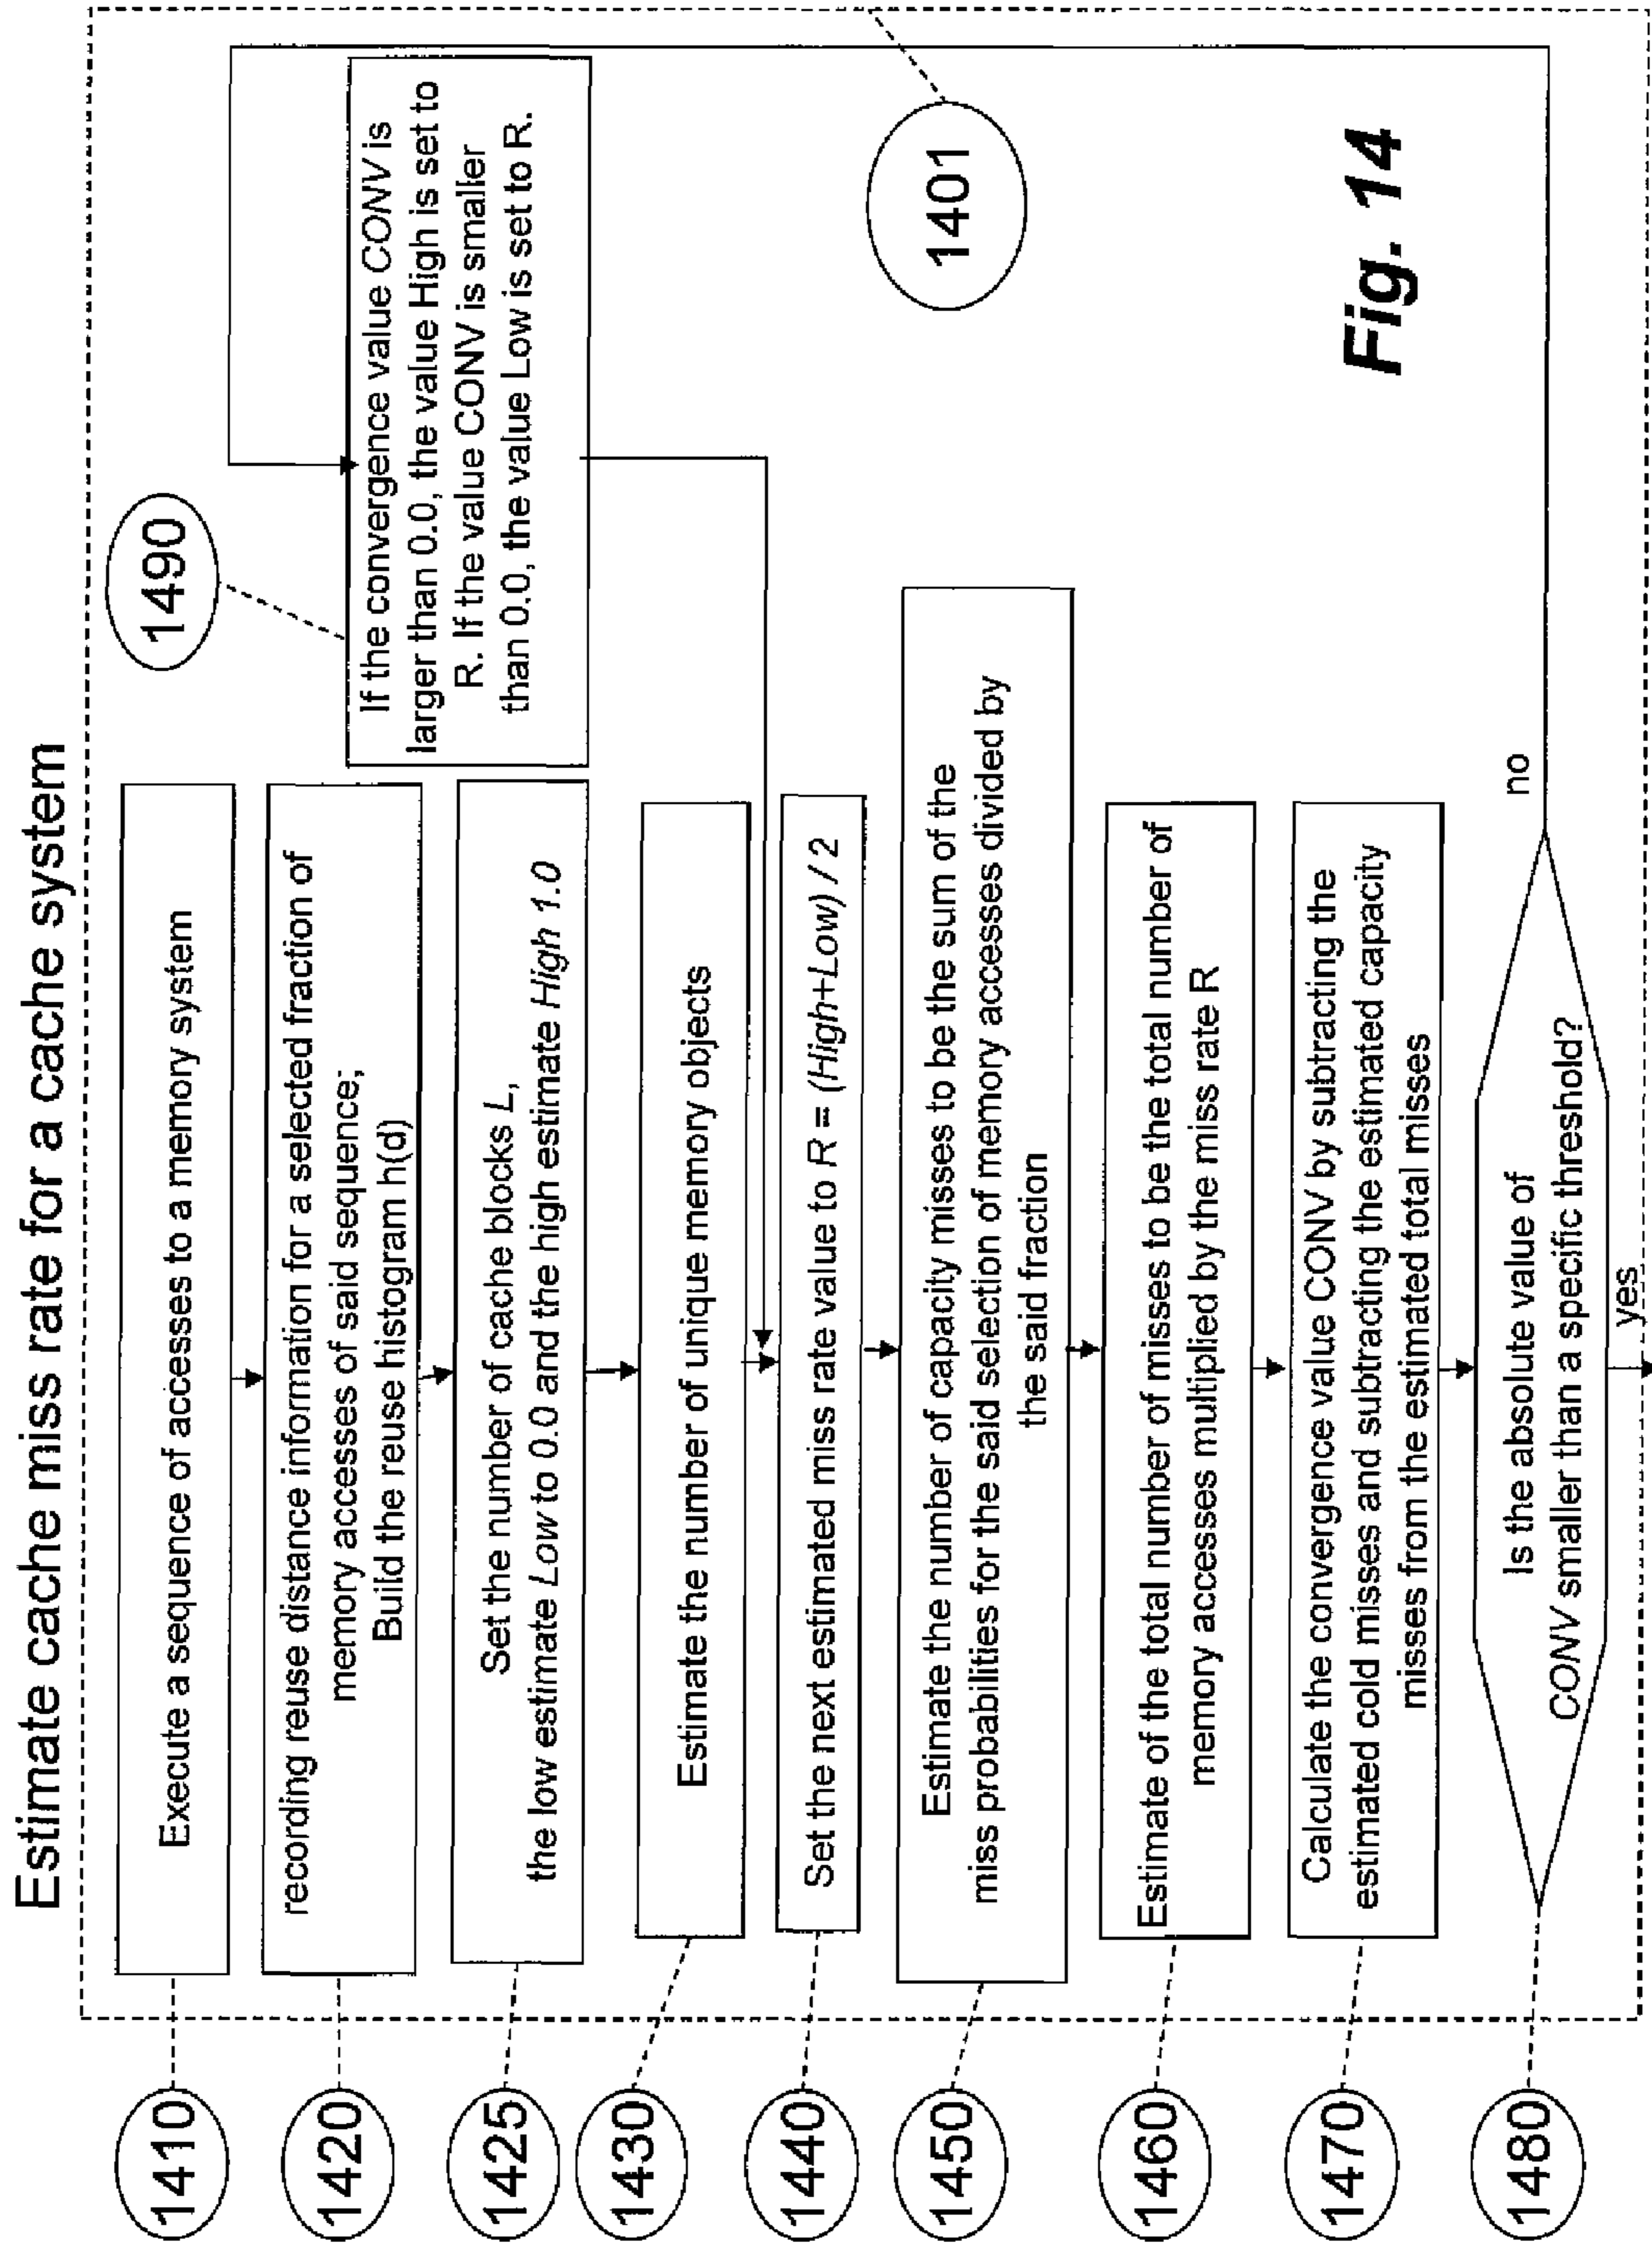 Estimate cache miss rate for a cache system
1410
Execute a sequence of accesses to a memory system
1420
recording reuse distance information for a selected fraction of
memory accesses of said sequence;
Build the reuse histogram h(d)
1425
Set the number of cache blocks L,
the low estimate Low to 0.0 and the high estimate High 1.0
1430
Estimate the number of unique memory objects
1440
Set the next estimated miss rate value to R = (High+Low) / 2
1450
Estimate the number of capacity misses to be the sum of the
miss probabilities for the said selection of memory accesses divided by
the said fraction
1460
Estimate of the total number of misses to be the total number of
memory accesses multiplied by the miss rate R
1470
Calculate the convergence value CONV by subtracting the
estimated cold misses and subtracting the estimated capacity
misses from the estimated total misses
1480
Is the absolute value of
CONV smaller than a specific threshold?
no
yes
1490
If the convergence value CONV is
larger than 0.0, the value High is set to
R. If the value CONV is smaller
than 0.0, the value Low is set to R.
1401
Fig. 14